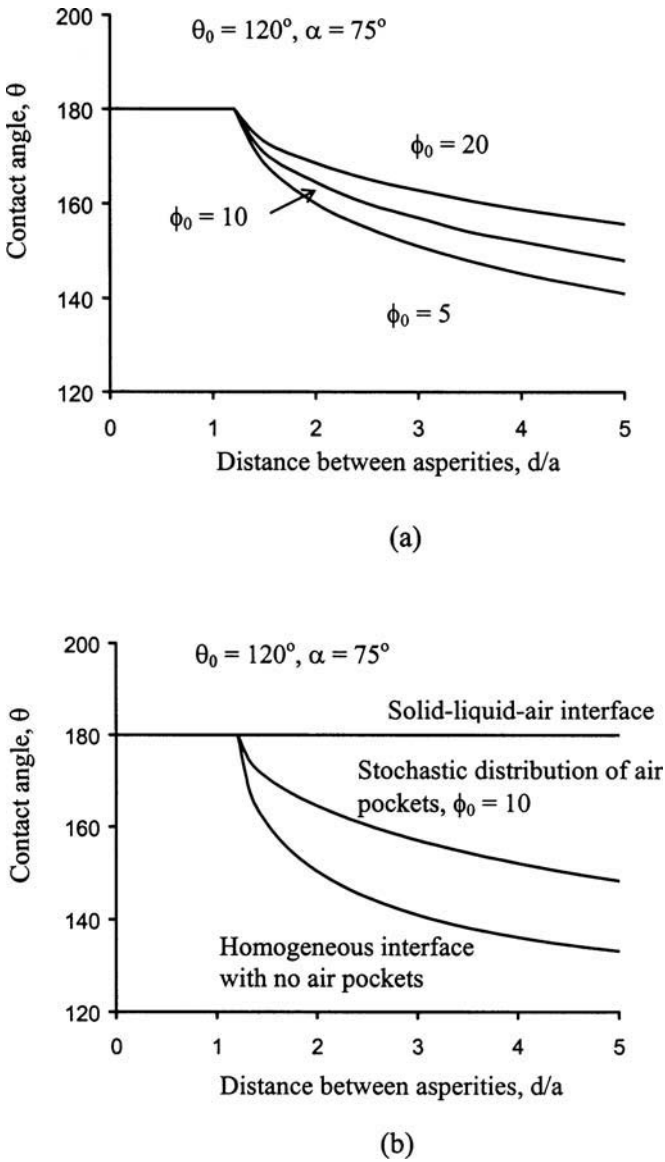 θ₀ = 120°, α = 75°
200
180
160
140
120
Contact angle, θ
ϕ₀ = 20
ϕ₀ = 10
ϕ₀ = 5
0 1 2 3 4 5
Distance between asperities, d/a
(a)
θ₀ = 120°, α = 75°
200
180
160
140
120
Contact angle, θ
Solid-liquid-air interface
Stochastic distribution of air
pockets, ϕ₀ = 10
Homogeneous interface
with no air pockets
0 1 2 3 4 5
Distance between asperities, d/a
(b)